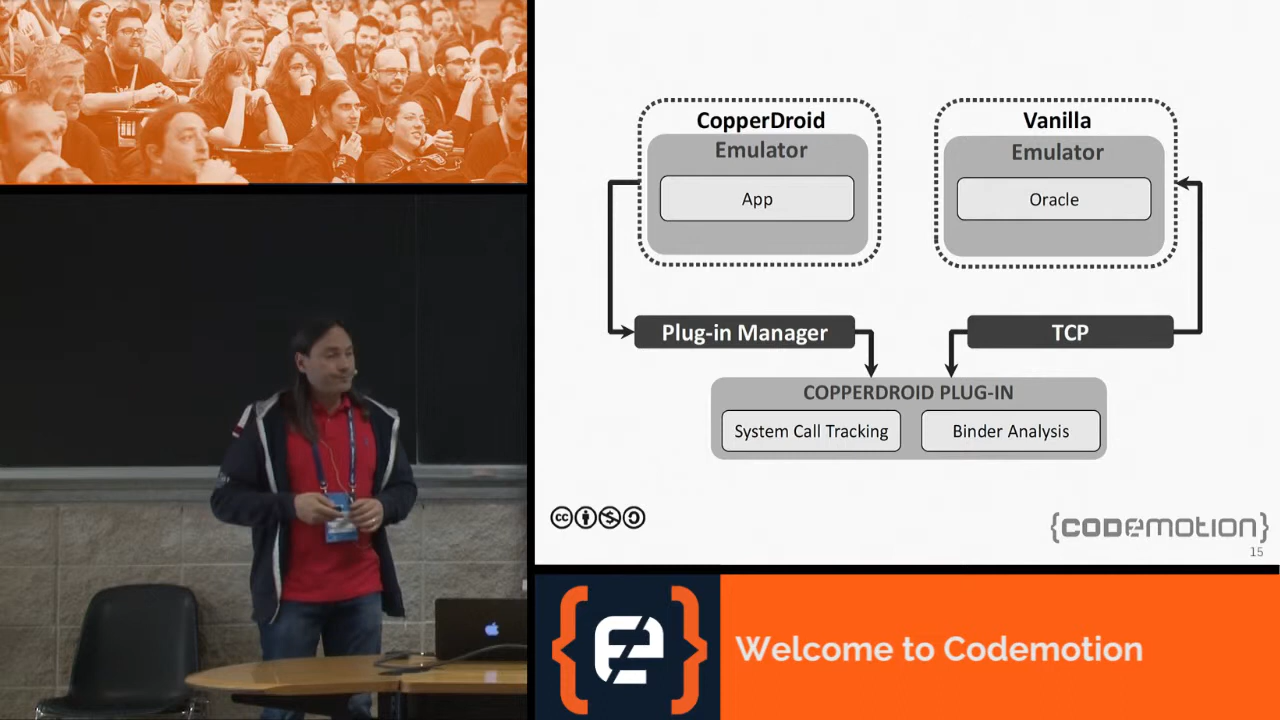 CopperDroid
Emulator
App
Vanilla
Emulator
Oracle
Plug-in Manager
TCP
COPPERDROID PLUG-IN
System Call Tracking
Binder Analysis
cc
{CODEMOTION}
15
Welcome to Codemotion